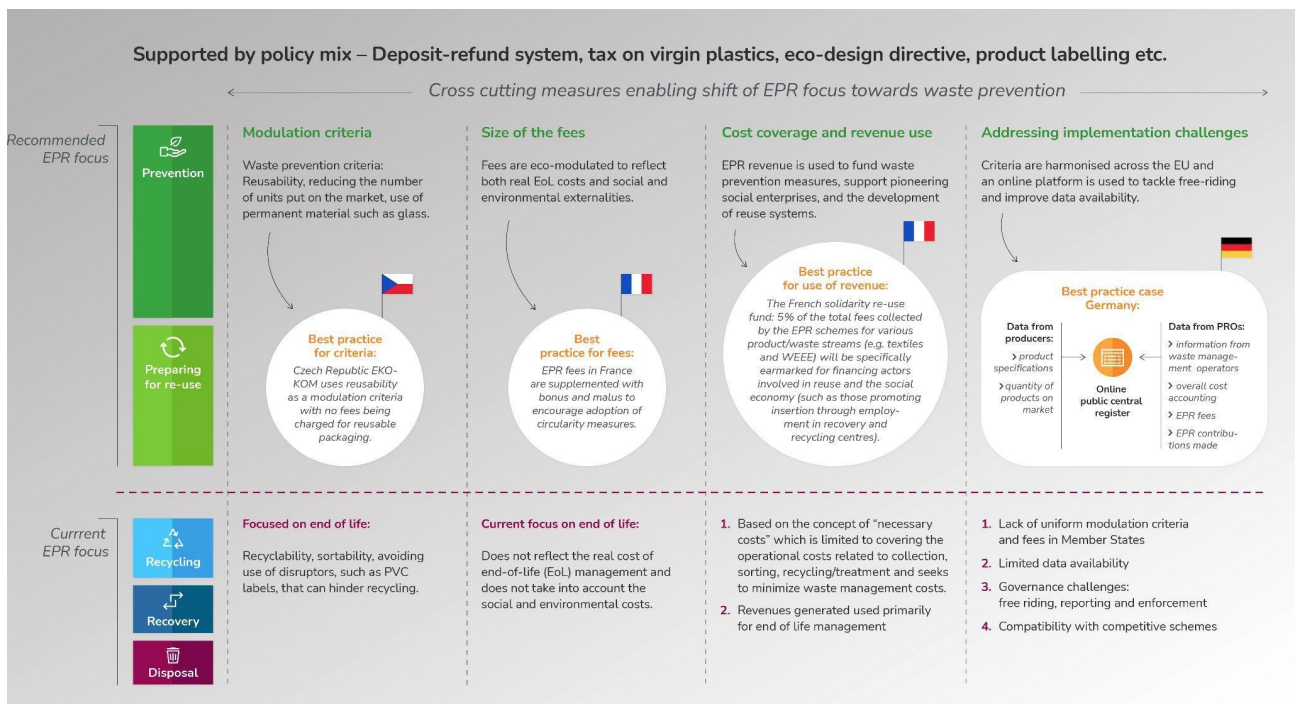 Supported by policy mix – Deposit-refund system, tax on virgin plastics, eco-design directive, product labelling etc.
Cross cutting measures enabling shift of EPR focus towards waste prevention
Recommended
EPR focus
Prevention
Preparing
for re-use
Modulation criteria
Waste prevention criteria:
Reusability, reducing the
number
of units put on the market, use of
permanent material such as glass.
Best practice
for criteria:
Czech Republic EKO-
KOM uses reusability
as a modulation criteria
with no fees being
charged for reusable
packaging.
Size of the fees
Fees are eco-modulated to reflect
both real EoL costs and social and
environmental externalities.
Best
practice for fees:
EPR fees in France
are supplemented with
bonus and malus to
encourage adoption of
circularity measures.
Cost coverage and revenue use
EPR revenue is used to fund waste
prevention measures, support pioneering
social enterprises, and the development
of reuse systems.
Best practice
for use of revenue:
The French solidarity re-use
fund: 5% of the total fees collected
by the EPR schemes for various
product/waste streams (e.g. textiles
and WEEE) will be specifically
earmarked for financing actors
involved in reuse and the social
economy (such as those promoting
insertion through employ-
ment in recovery and
recycling centres).
Addressing implementation challenges
Criteria are harmonised across the EU and
an online platform is used to tackle free-riding
and improve data availability.
Best practice case
Germany:
Data from
producers:
> product
specifications
> quantity of
products on
market
Online
public central
register
Data from PROs:
> information from
waste manage-
ment operators
> overall cost
accounting
> EPR fees
> EPR contribu-
tions made
Currrent
EPR focus
Recycling
Recovery
Disposal
Focused on end of life:
Recyclability, sortability, avoiding
use of disruptors, such as PVC
labels, that can hinder recycling.
Current focus on end of life:
Does not reflect the real cost of
end-of-life (EoL) management and
does not take into account the
social and environmental costs.
1. Based on the concept of “necessary
costs” which is limited to covering the
operational costs related to collection,
sorting, recycling/treatment and seeks
to minimize waste management costs.
2. Revenues generated used primarily
for end of life management
1. Lack of uniform modulation criteria
and fees in Member States
2. Limited data availability
3. Governance challenges:
free riding, reporting and enforcement
4. Compatibility with competitive schemes